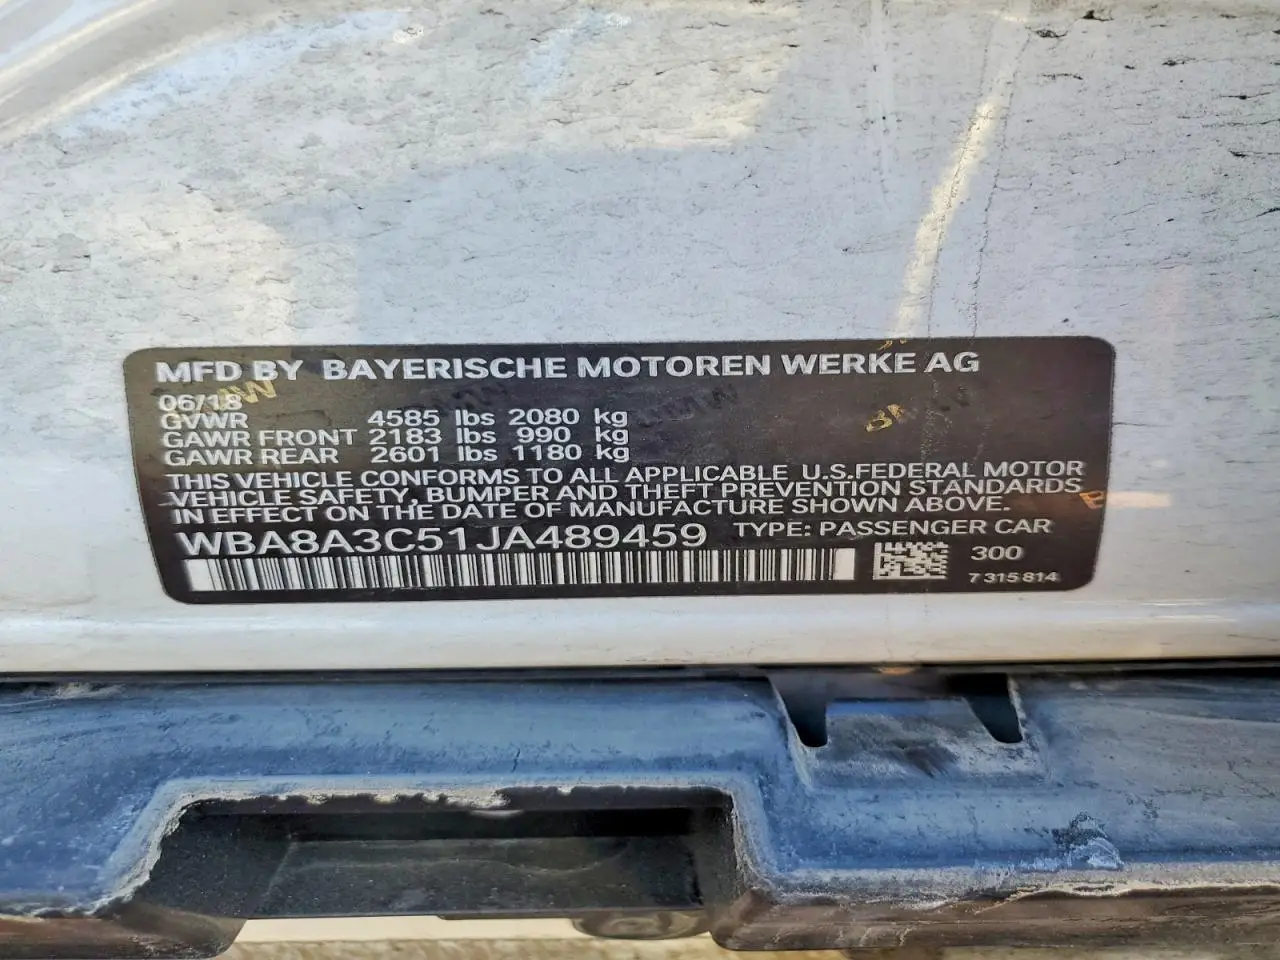 MFD BY BAYERISCHE MOTOREN WERKE AG
06/18
GVWR 4585 lbs 2080 kg
GAWR FRONT 2183 lbs 990 kg
GAWR REAR 2601 lbs 1180 kg
THIS VEHICLE CONFORMS TO ALL APPLICABLE U.S.FEDERAL MOTOR
VEHICLE SAFETY, BUMPER AND THEFT PREVENTION STANDARDS
IN EFFECT ON THE DATE OF MANUFACTURE SHOWN ABOVE.
WBA8A3C51JA489459 TYPE: PASSENGER CAR
300
7 315 814